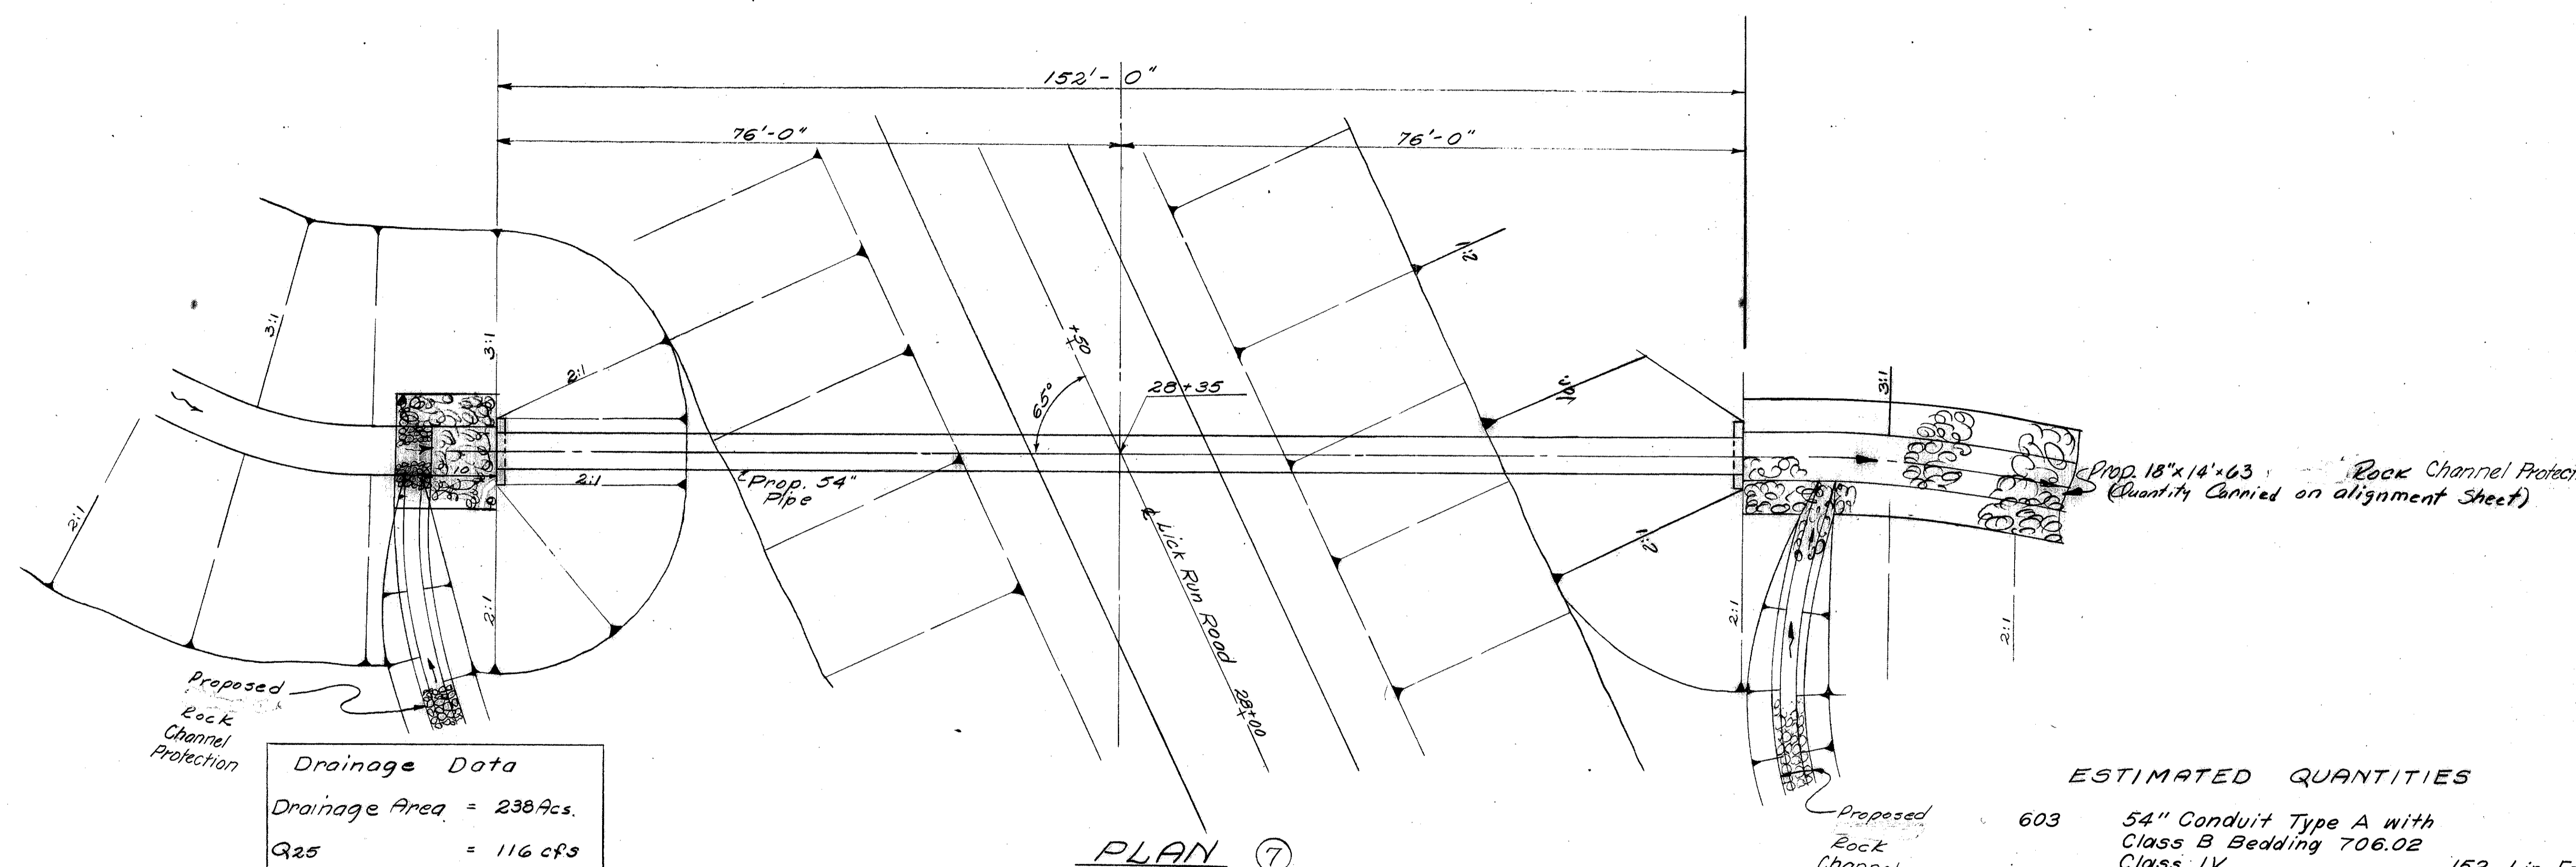 152'-0"
76'-0"
76'-0"
2:1
3:1
+50
3:1
3:1
28+35
2:1
65°
2:1
10
2:1
Prop. 54"
Pipe
Prop. 18"x14'x63
Rock Channel Protec
(Quantity Carried on alignment Sheet)
2:1
2:1
℄ Lick Run Road
28+00
2:1
2:1
2:1
Proposed
Rock
Channel
Protection
Drainage Data
Drainage Area = 238 Acs.
Q25 = 116 cfs
PLAN 7
Proposed
Rock
ESTIMATED QUANTITIES
603 54" Conduit Type A with
Class B Bedding 706.02
Class IV